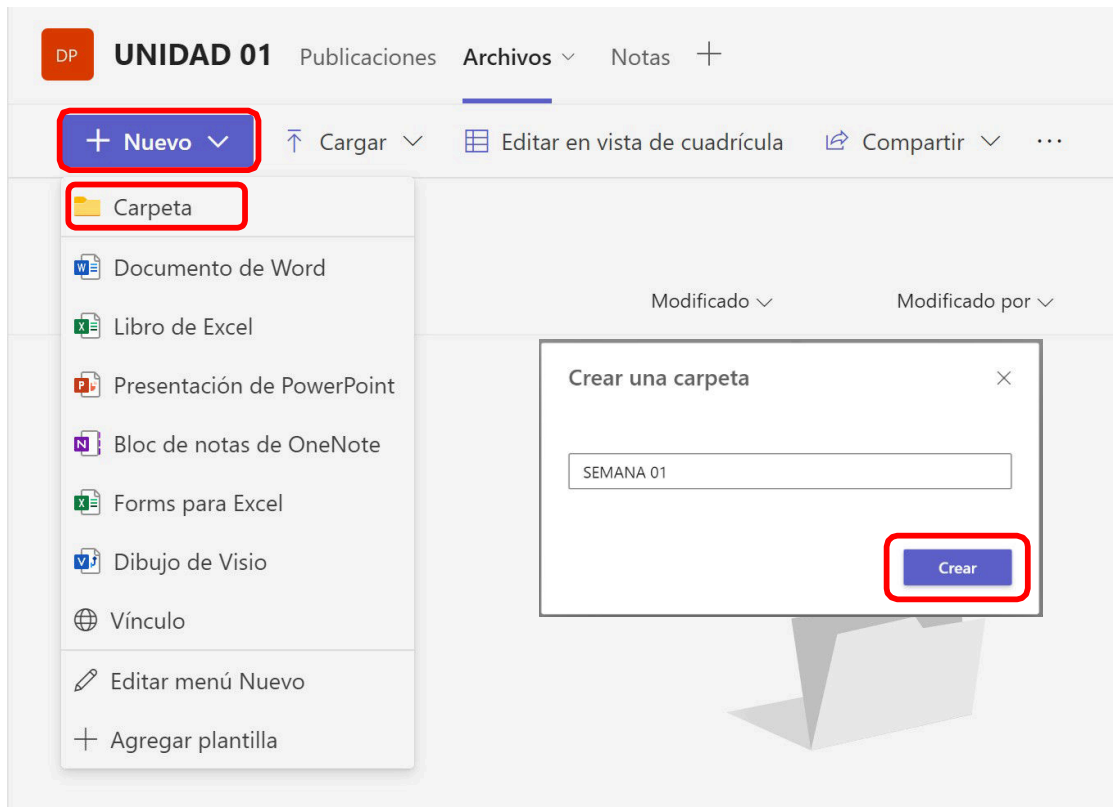 DP UNIDAD 01 Publicaciones Archivos Notas
Nuevo Cargar Editar en vista de cuadrícula Compartir ...
Carpeta
Documento de Word
Libro de Excel
Presentación de PowerPoint
Bloc de notas de OneNote
Forms para Excel
Dibujo de Visio
Vínculo
Editar menú Nuevo
Agregar plantilla
Modificado Modificado por
Crear una carpeta
SEMANA 01
Crear